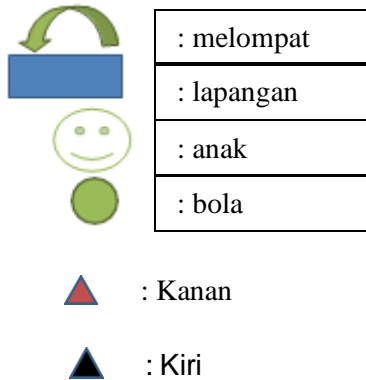 : melompat
: lapangan
: anak
: bola
: Kanan
: Kiri